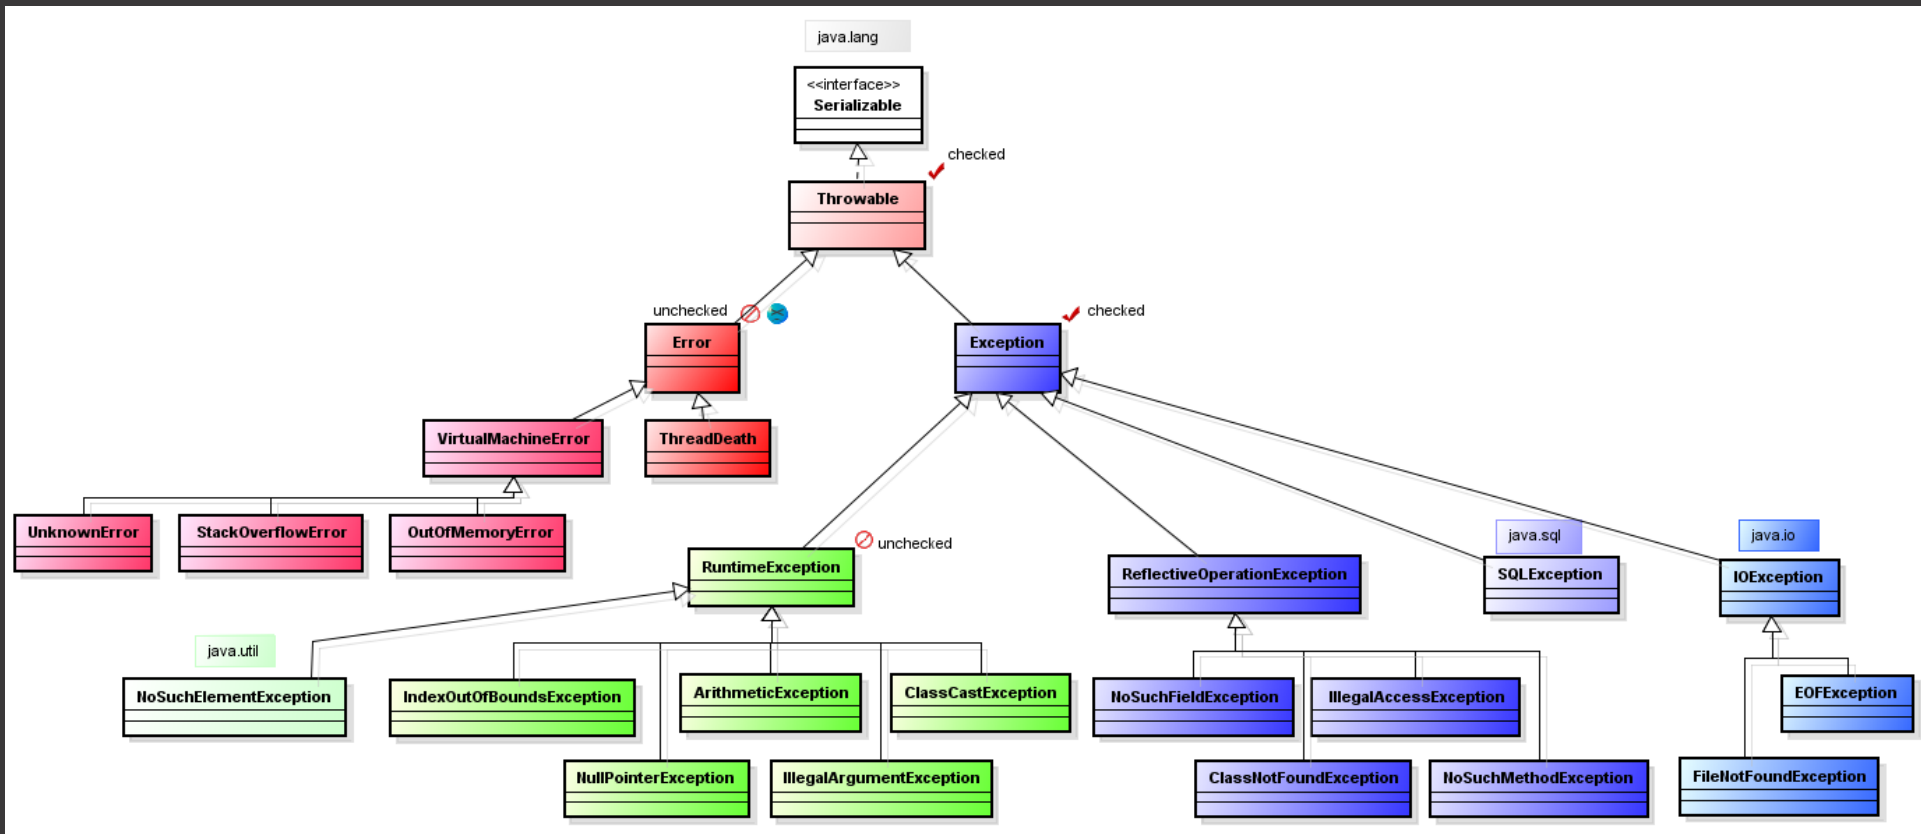 java.lang
<<interface>>
Serializable
checked
Throwable
unchecked
checked
Error
Exception
VirtualMachineError
ThreadDeath
UnknownError
StackOverflowError
OutOfMemoryError
unchecked
java.sql
java.io
RuntimeException
ReflectiveOperationException
SQLException
IOException
java.util
NoSuchElementException
IndexOutOfBoundsException
ArithmeticException
ClassCastException
NoSuchFieldException
IllegalAccessException
EOFException
NullPointerException
IllegalArgumentException
ClassNotFoundException
NoSuchMethodException
FileNotFoundException